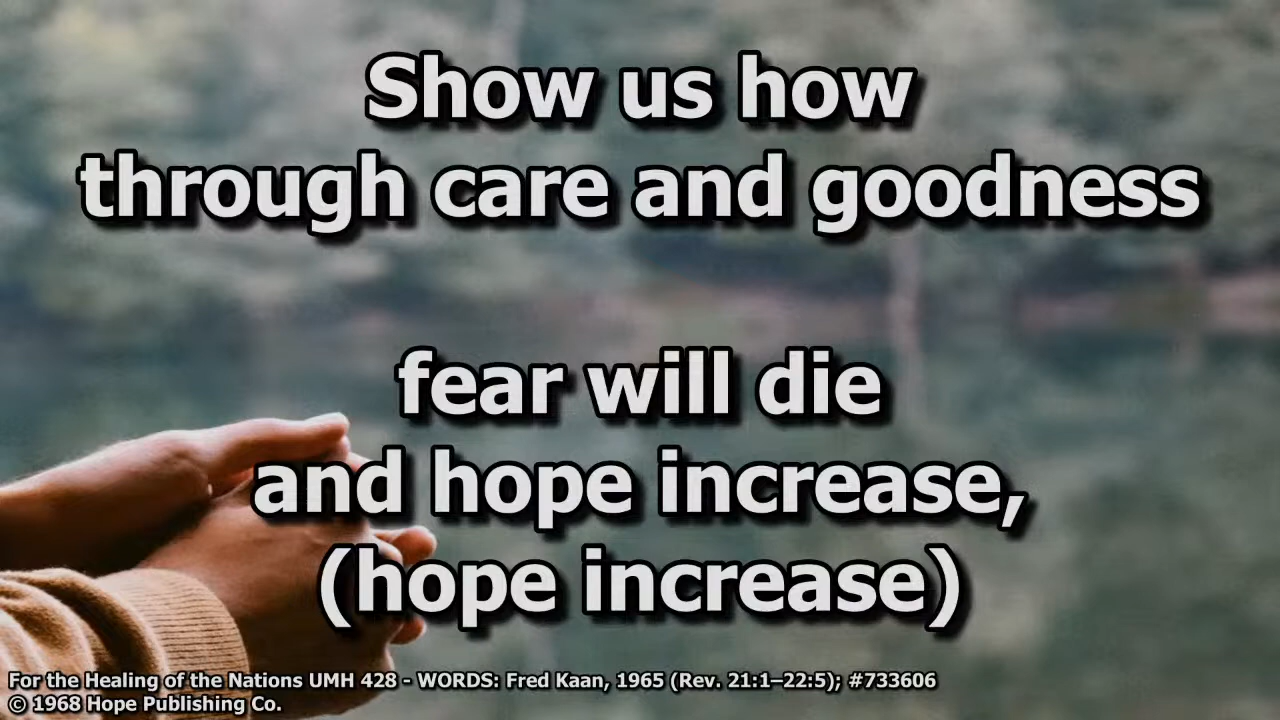 Show us how
through care and goodness
fear will die
and hope increase,
(hope increase)
For the Healing of the Nations UMH 428 - WORDS: Fred Kaan, 1965 (Rev. 21:1–22:5); #733606
© 1968 Hope Publishing Co.